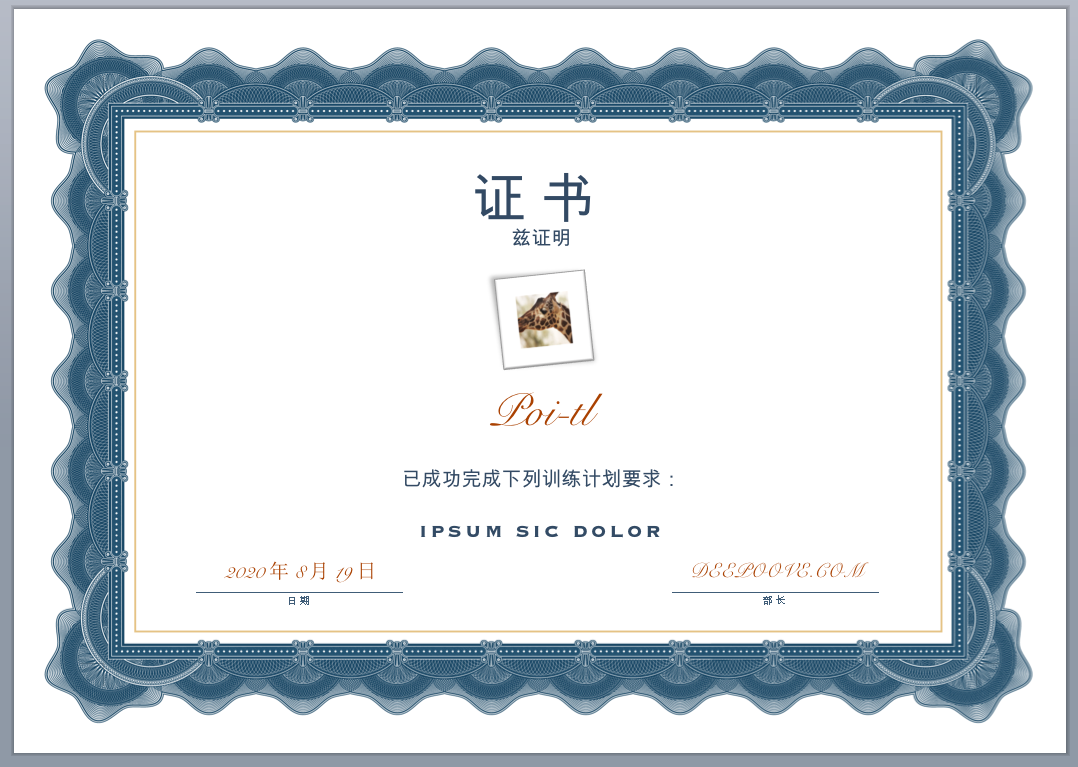 证 书
兹证明
Poi-tl
已成功完成下列训练计划要求：
IPSUM SIC DOLOR
2020年 8月 19日
DEEPOOVE.COM
日期
部长